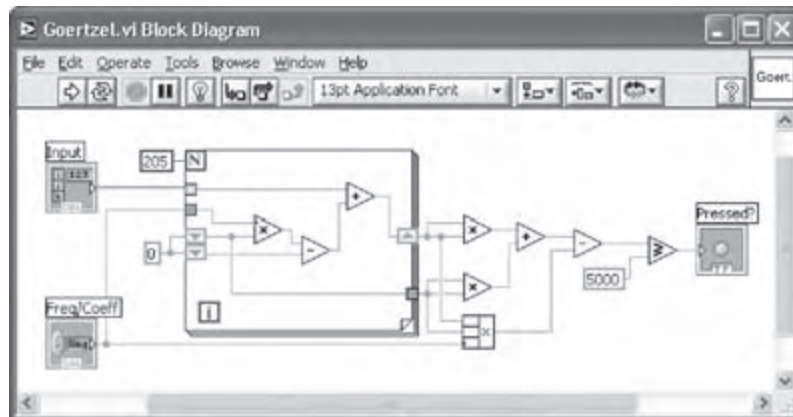 Goertzel.vi Block Diagram
File Edit Operate Tools Browse Window Help
13pt Application Font
Goert
Input
205 N
Pressed?
0
5000
Freq/Coeff
i